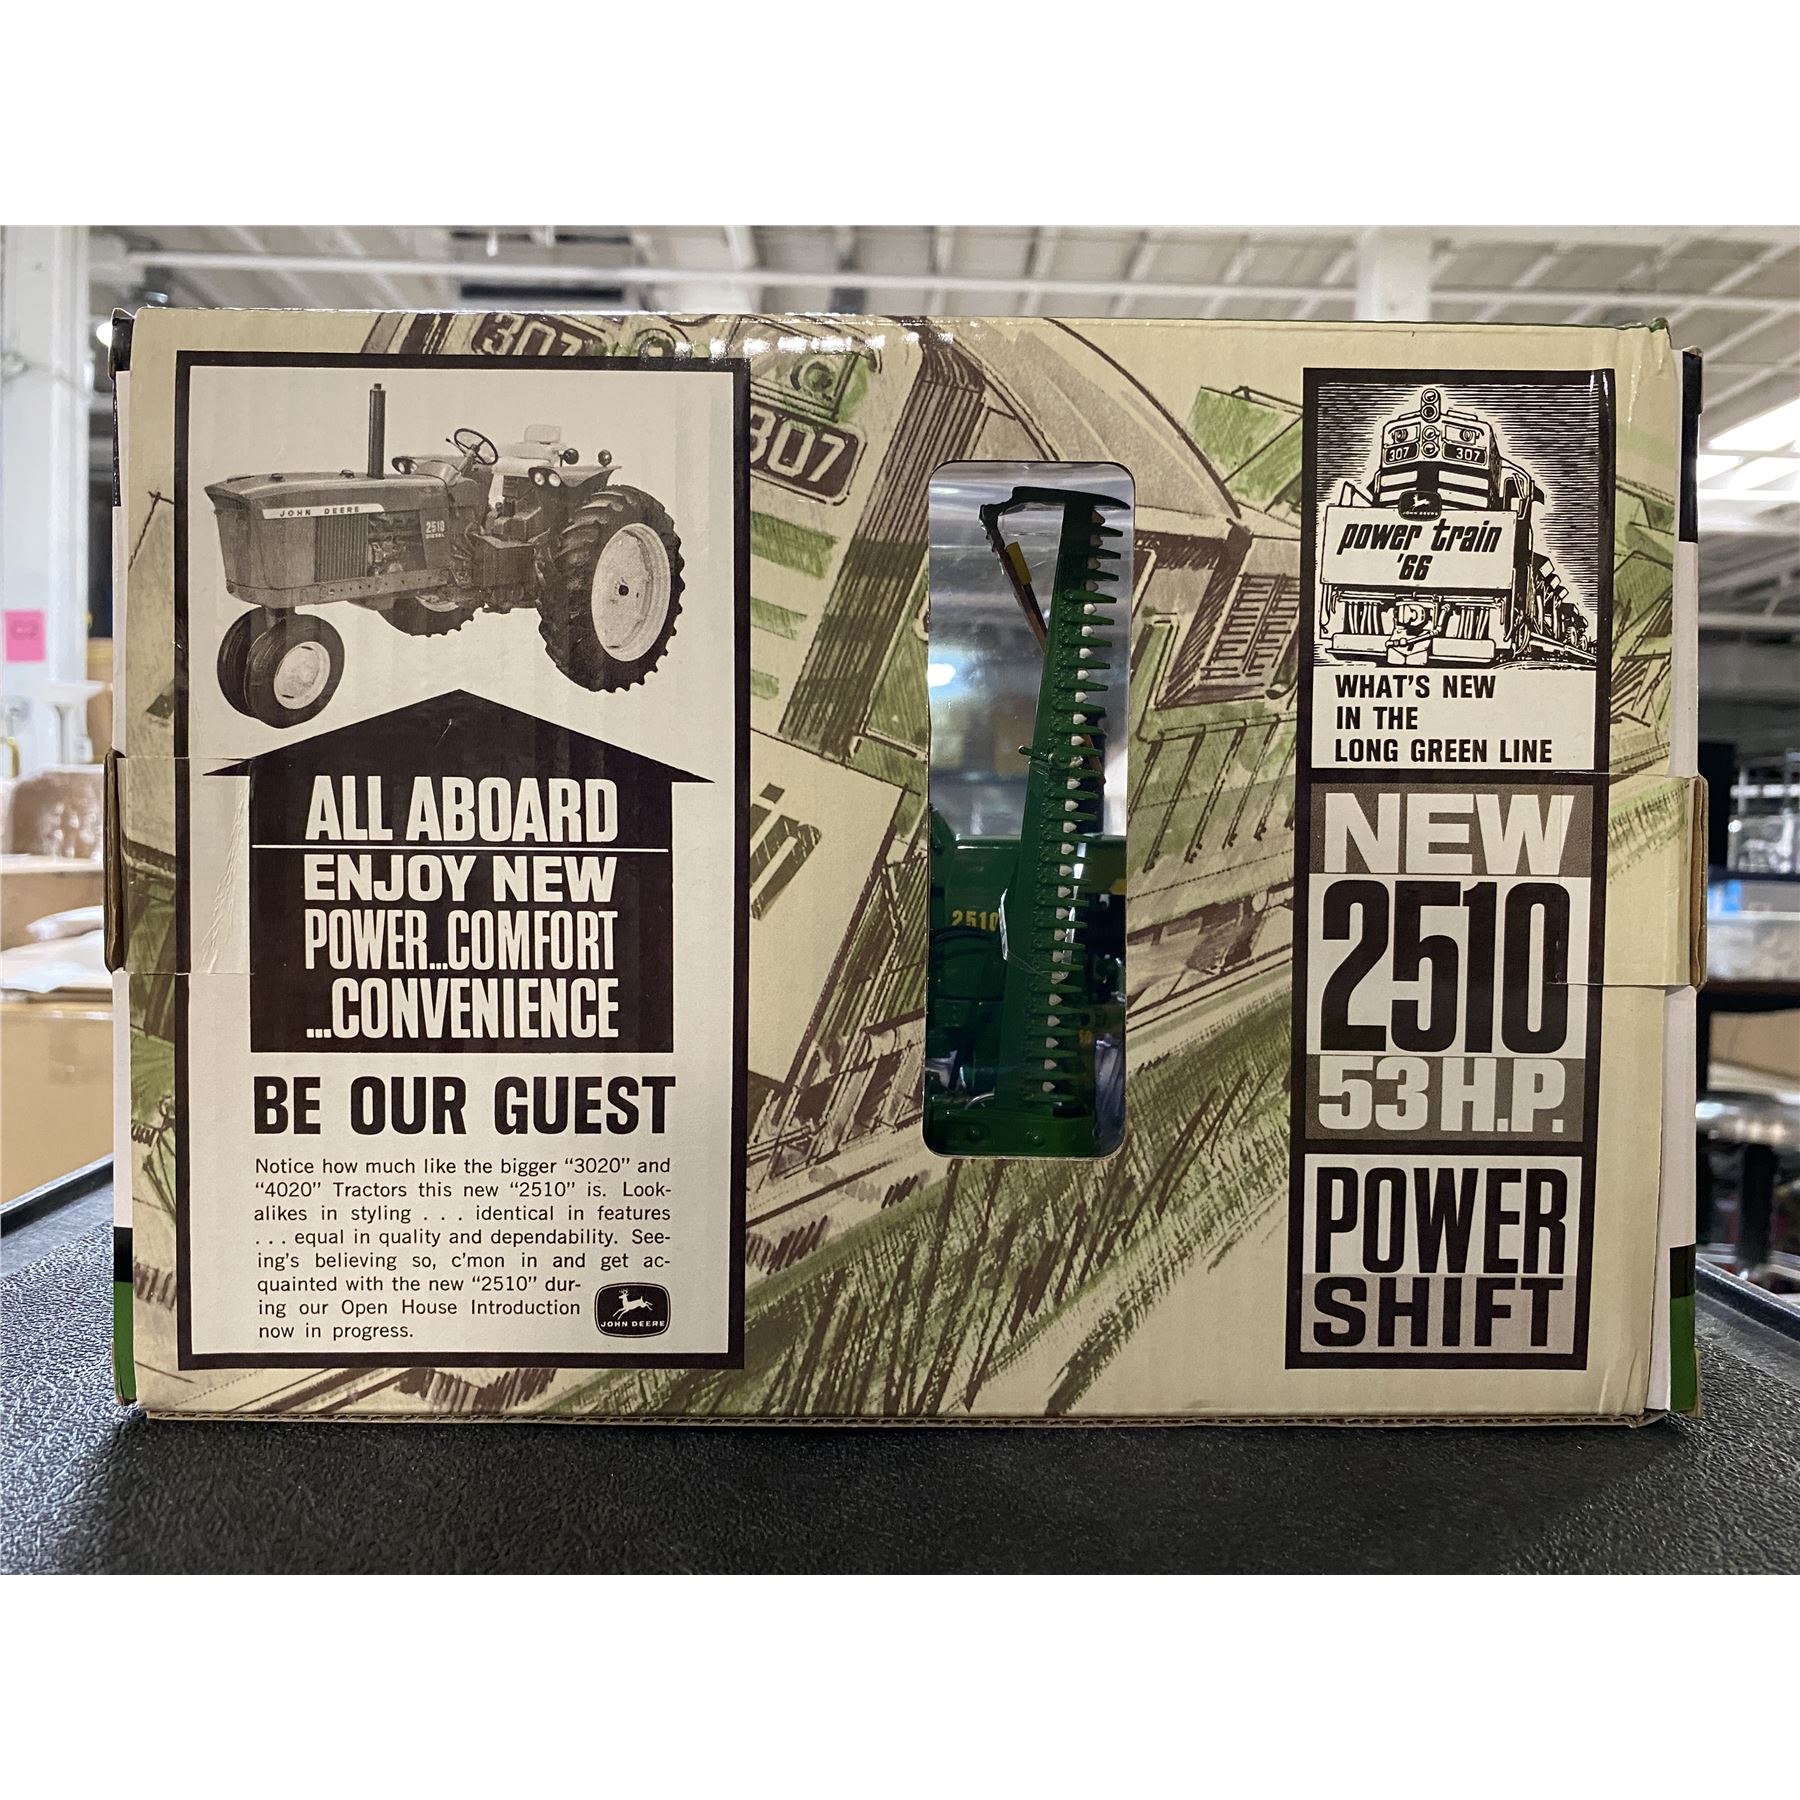 307
307
JOHN DEERE
2510
DIESEL
ALL ABOARD
ENJOY NEW
POWER...COMFORT
...CONVENIENCE
BE OUR GUEST
Notice how much like the bigger “3020” and
“4020” Tractors this new “2510” is. Look-
alikes in styling . . . identical in features
. . . equal in quality and dependability. See-
ing's believing so, c'mon in and get ac-
quainted with the new “2510” dur-
ing our Open House Introduction
now in progress.
JOHN DEERE
in
2510
307 307
JOHN DEERE
power train
'66
WHAT'S NEW
IN THE
LONG GREEN LINE
NEW
2510
53 H.P.
POWER
SHIFT